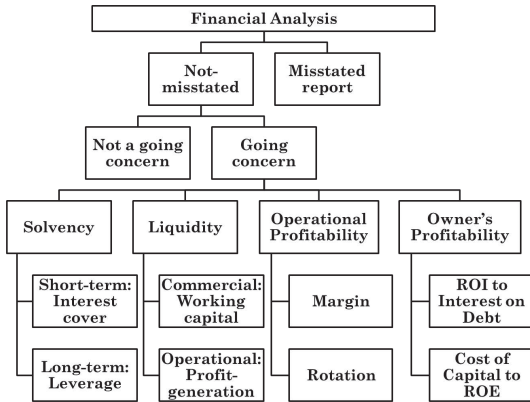 Financial Analysis
Not-
misstated
Misstated
report
Not a going
concern
Going
concern
Solvency
Liquidity
Operational
Profitability
Owner's
Profitability
Short-term:
Interest
cover
Commercial:
Working
capital
Margin
ROI to
Interest on
Debt
Long-term:
Leverage
Operational:
Profit-
generation
Rotation
Cost of
Capital to
ROE